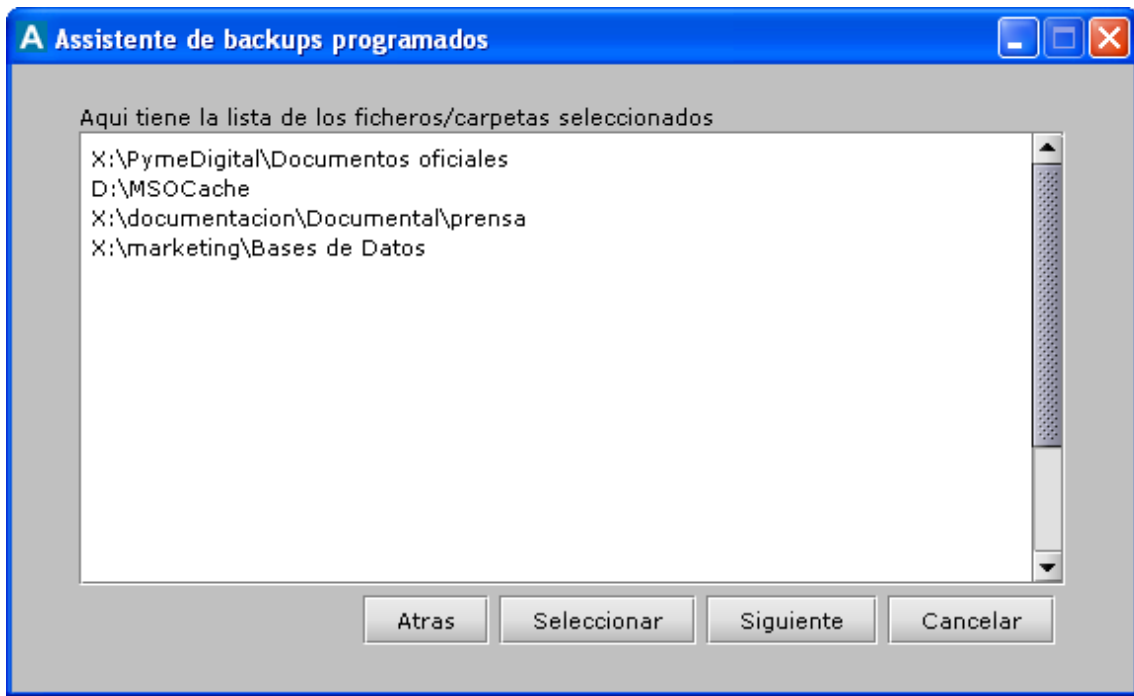 A Assistente de backups programados
Aqui tiene la lista de los ficheros/carpetas seleccionados
X:\PymeDigital\Documentos oficiales
D:\MSOCache
X:\documentacion\Documental\prensa
X:\marketing\Bases de Datos
Atras Seleccionar Siguiente Cancelar